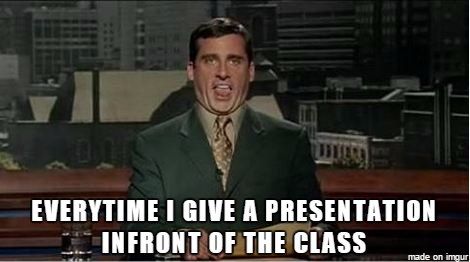 EVERYTIME I GIVE A PRESENTATION
INFRONT OF THE CLASS
made on imgur